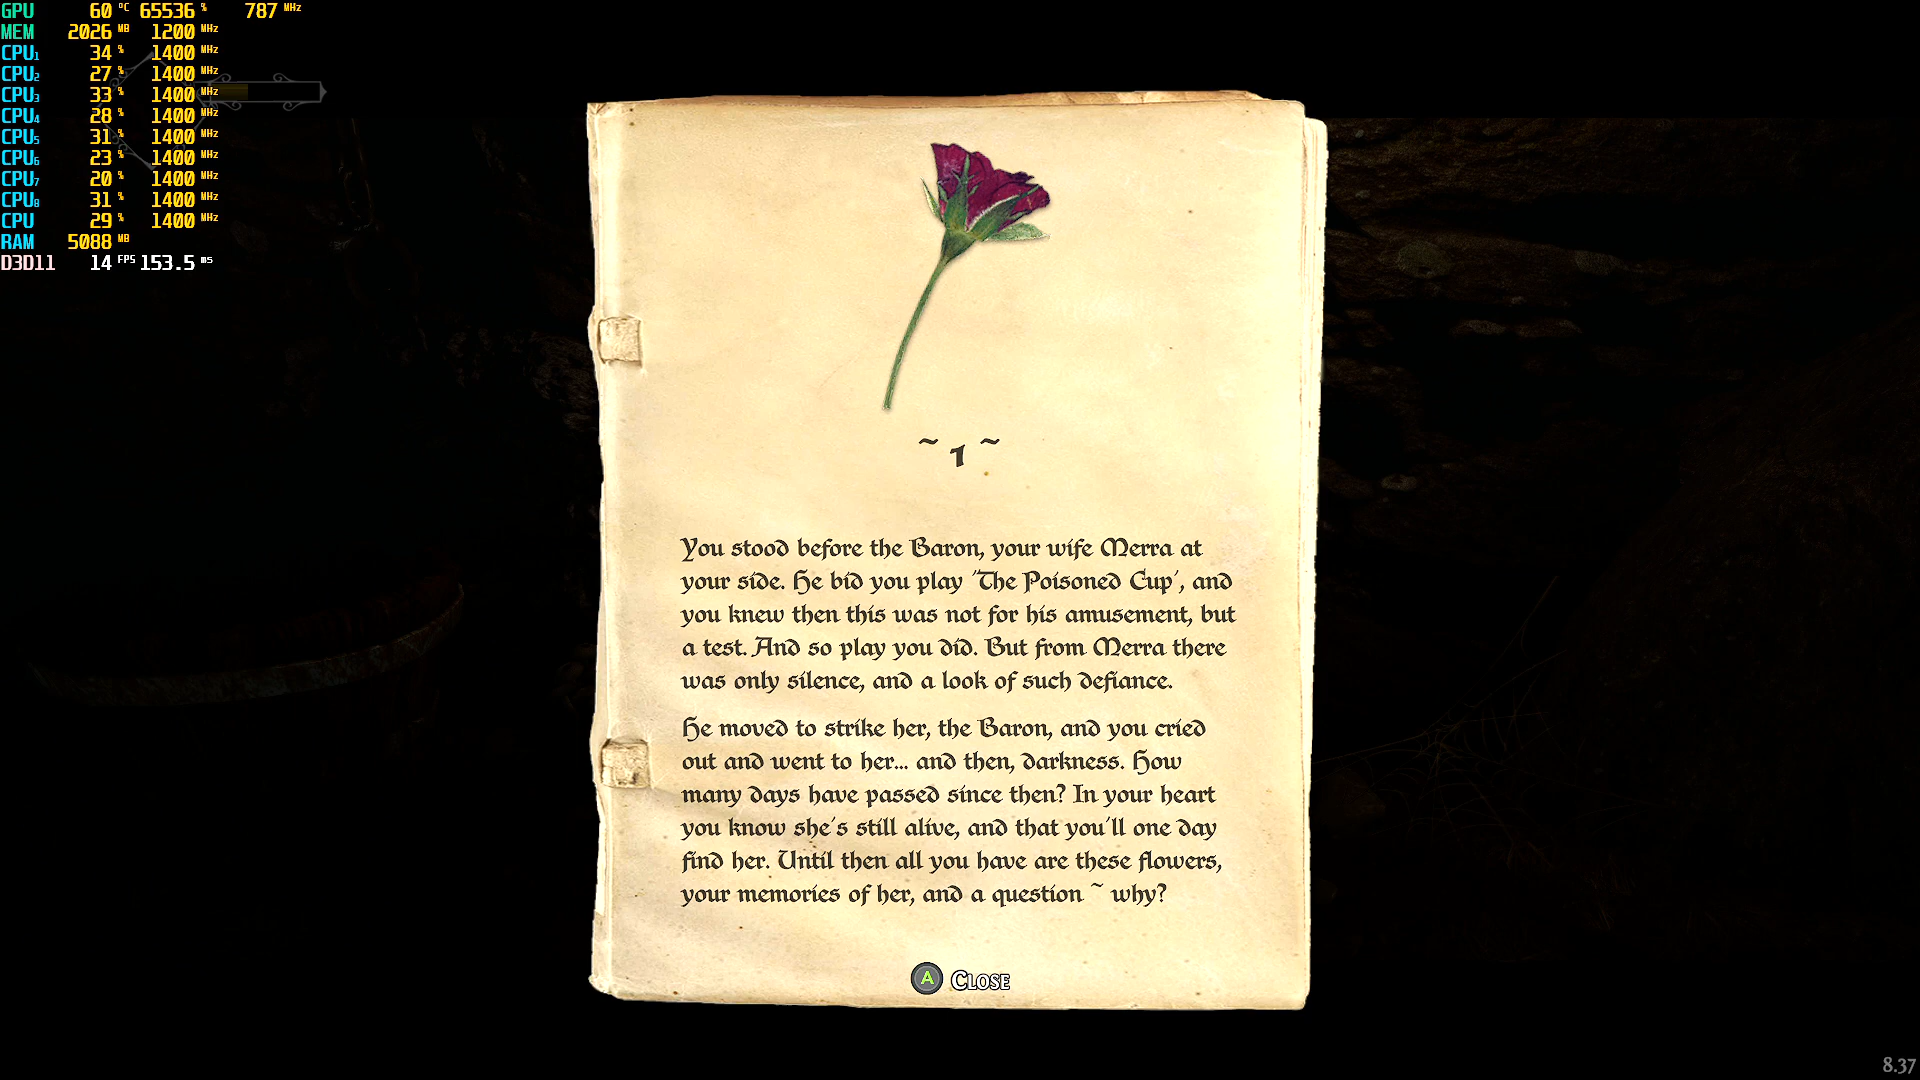 GPU 60 °C 65536 % 787 MHz
MEM 2026 MB 1200 MHz
CPU1 34 % 1400 MHz
CPU2 27 % 1400 MHz
CPU3 33 % 1400 MHz
CPU4 28 % 1400 MHz
CPU5 31 % 1400 MHz
CPU6 23 % 1400 MHz
CPU7 20 % 1400 MHz
CPU8 31 % 1400 MHz
CPU 29 % 1400 MHz
RAM 5088 MB
D3D11 14 FPS 153.5 ms
~ 1 ~
You stood before the Baron, your wife Merra at
your side. He bid you play 'The Poisoned Cup', and
you knew then this was not for his amusement, but
a test. And so play you did. But from Merra there
was only silence, and a look of such defiance.
He moved to strike her, the Baron, and you cried
out and went to her... and then, darkness. How
many days have passed since then? In your heart
you know she's still alive, and that you'll one day
find her. Until then all you have are these flowers,
your memories of her, and a question ~ why?
A Close
8.37